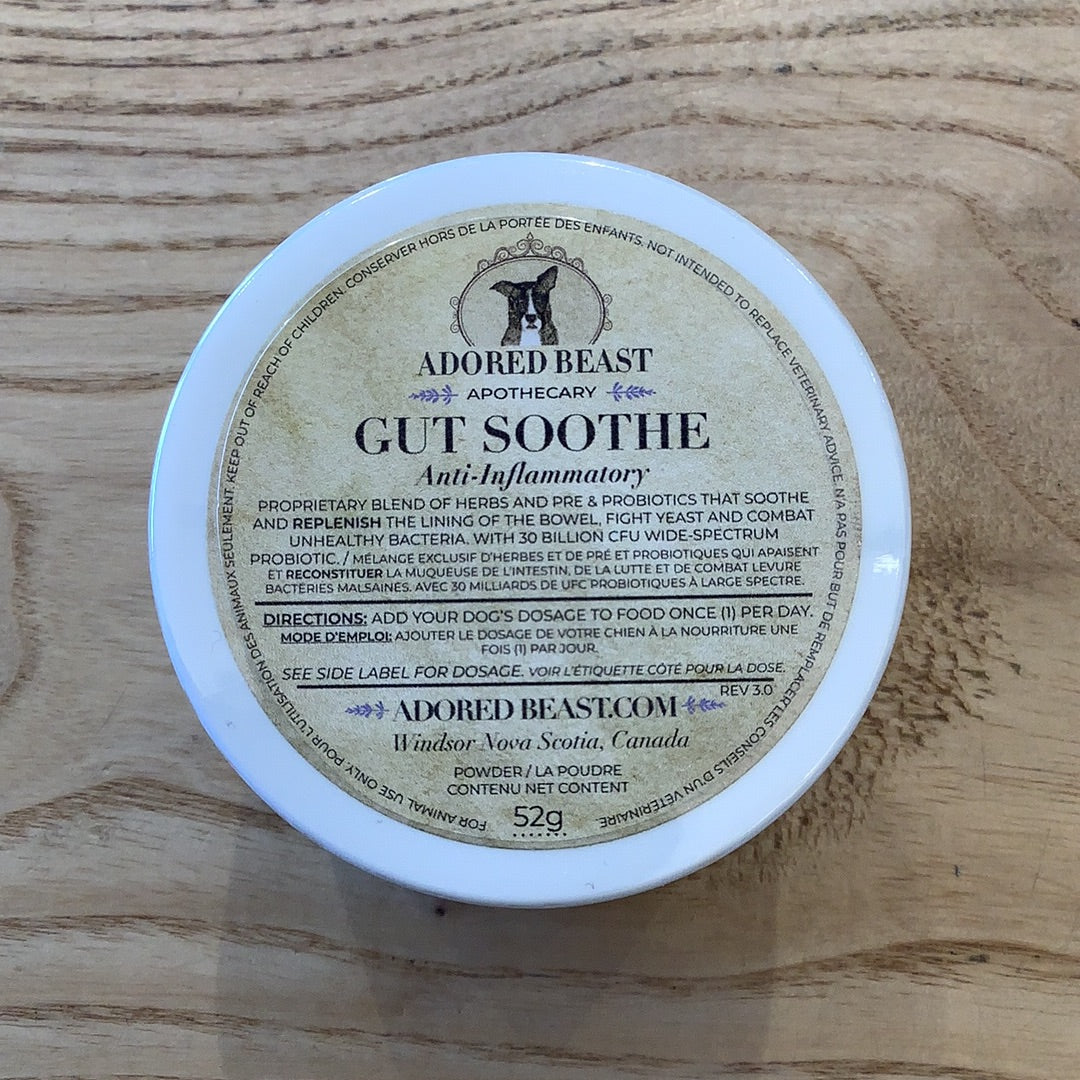 ADORED BEAST
APOTHECARY
GUT SOOTHE
Anti-Inflammatory
PROPRIETARY BLEND OF HERBS AND PRE & PROBIOTICS THAT SOOTHE
AND REPLENISH THE LINING OF THE BOWEL, FIGHT YEAST AND COMBAT
UNHEALTHY BACTERIA. WITH 30 BILLION CFU WIDE-SPECTRUM
PROBIOTIC. / MÉLANGE EXCLUSIF D'HERBES ET DE PRÉ ET PROBIOTIQUES QUI APAISENT
ET RECONSTITUER LA MUQUEUSE DE L'INTESTIN, DE LA LUTTE ET DE COMBAT LEVURE
BACTÉRIES MALSAINES. AVEC 30 MILLIARDS DE UFC PROBIOTIQUES À LARGE SPECTRE.
DIRECTIONS: ADD YOUR DOG'S DOSAGE TO FOOD ONCE (1) PER DAY.
MODE D'EMPLOI: AJOUTER LE DOSAGE DE VOTRE CHIEN À LA NOURRITURE UNE
FOIS (1) PAR JOUR.
SEE SIDE LABEL FOR DOSAGE. VOIR L'ÉTIQUETTE CÔTÉ POUR LA DOSE.
REV 3.0
ADORED BEAST.COM
Windsor Nova Scotia, Canada
POWDER / LA POUDRE
CONTENU NET CONTENT
52g
FOR ANIMAL USE ONLY POUR L'UTILISATION DES ANIMAUX SEULEMENT. KEEP OUT OF REACH OF CHILDREN. CONSERVER HORS DE LA PORTÉE DES ENFANTS. NOT INTENDED TO REPLACE VETERINARY ADVICE. N'A PAS POUR BUT DE REMPLACER LES CONSEILS D'UN VETERINAIRE